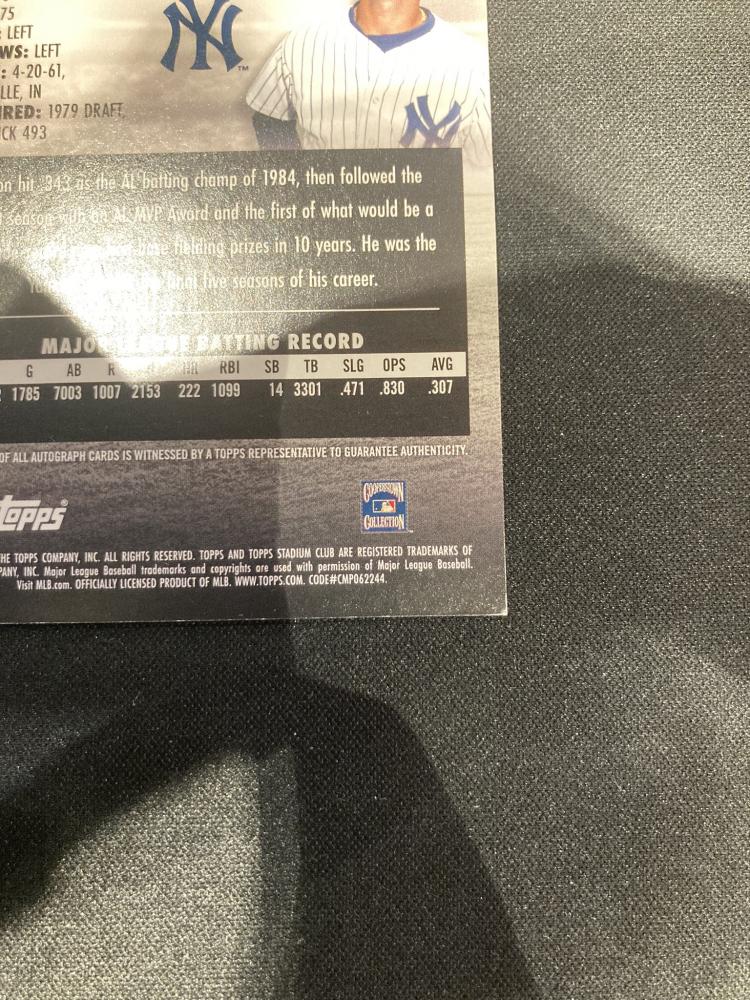 75
: LEFT
WS: LEFT
: 4-20-61,
LLE, IN
RED: 1979 DRAFT,
CK 493
NY
TM
NY
on hit .343 as the AL batting champ of 1984, then followed the
season with an AL MVP Award and the first of what would be a
base fielding prizes in 10 years. He was the
final five seasons of his career.
MAJOR LEAGUE BATTING RECORD
G AB R HR RBI SB TB SLG OPS AVG
1785 7003 1007 2153 222 1099 14 3301 .471 .830 .307
OF ALL AUTOGRAPH CARDS IS WITNESSED BY A TOPPS REPRESENTATIVE TO GUARANTEE AUTHENTICITY.
topps®
COOPERSTOWN
COLLECTION
THE TOPPS COMPANY, INC. ALL RIGHTS RESERVED. TOPPS AND TOPPS STADIUM CLUB ARE REGISTERED TRADEMARKS OF
PANY, INC. Major League Baseball trademarks and copyrights are used with permission of Major League Baseball.
Visit MLB.com. OFFICIALLY LICENSED PRODUCT OF MLB. WWW.TOPPS.COM. CODE#CMP062244.